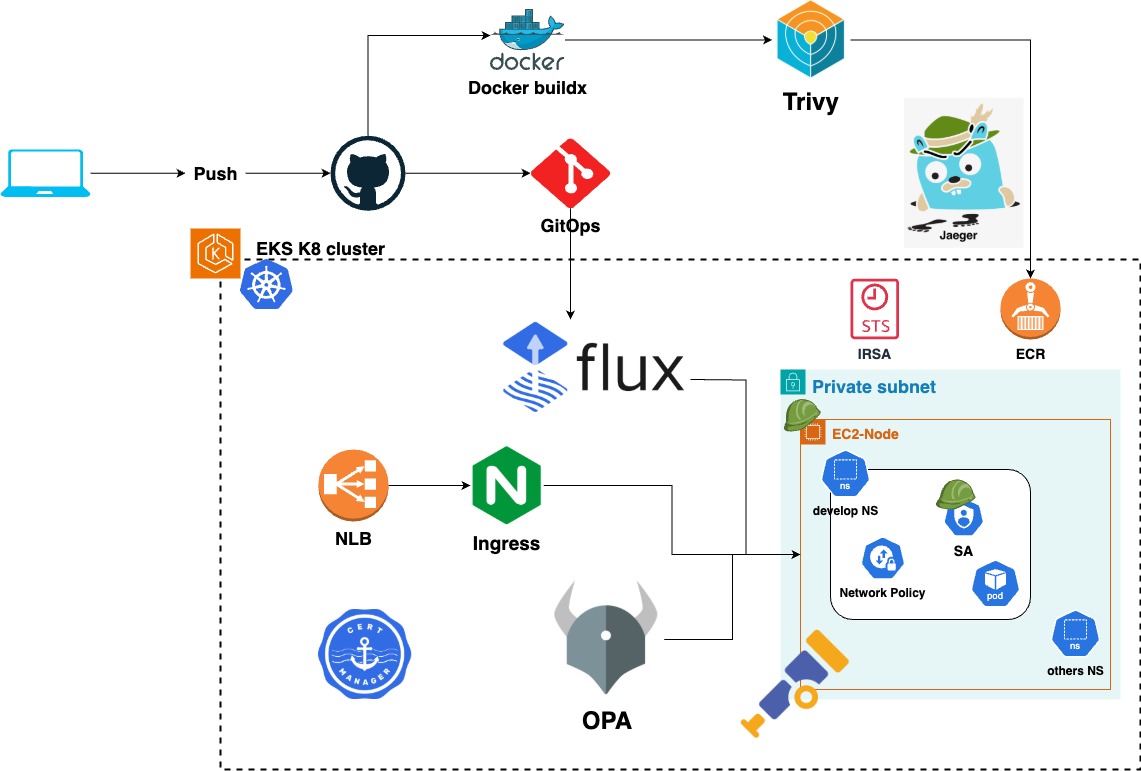 docker
Docker buildx
Trivy
Push
GitOps
Jaeger
EKS K8 cluster
K
STS
IRSA
ECR
flux
Private subnet
EC2-Node
ns
develop NS
SA
Network Policy
pod
ns
others NS
NLB
N
Ingress
CERT
MANAGER
OPA